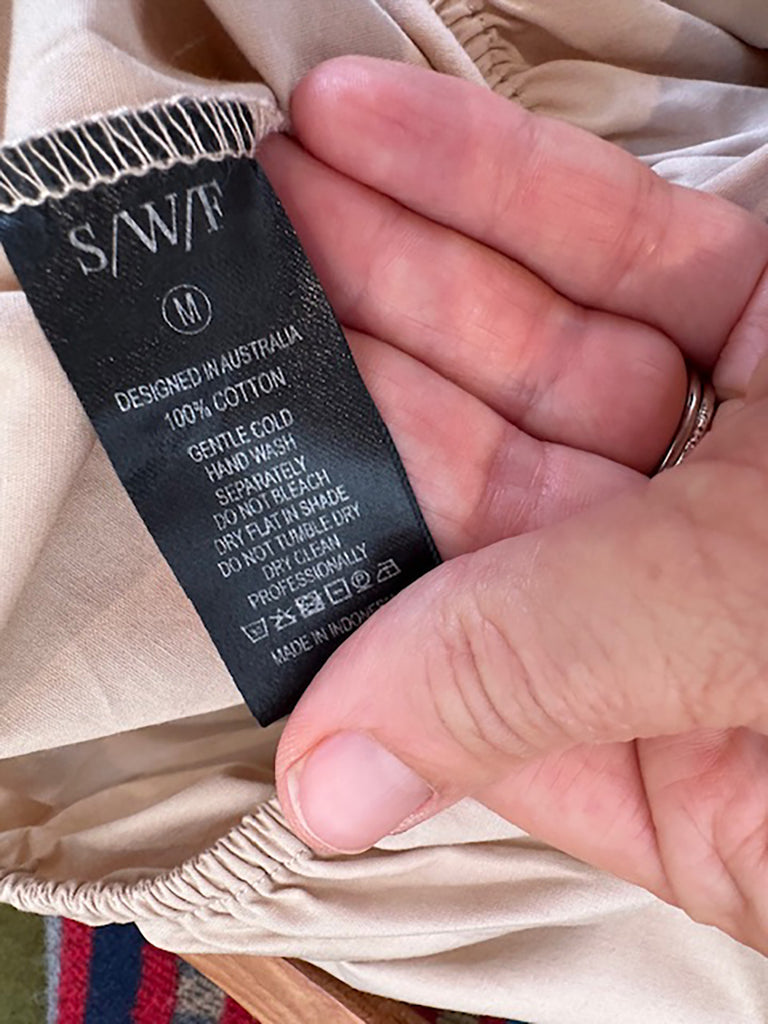 S/W/F
M
DESIGNED IN AUSTRALIA
100% COTTON
GENTLE COLD
HAND WASH
SEPARATELY
DO NOT BLEACH
DRY FLAT IN SHADE
DO NOT TUMBLE DRY
DRY CLEAN
PROFESSIONALLY
MADE IN INDONESIA